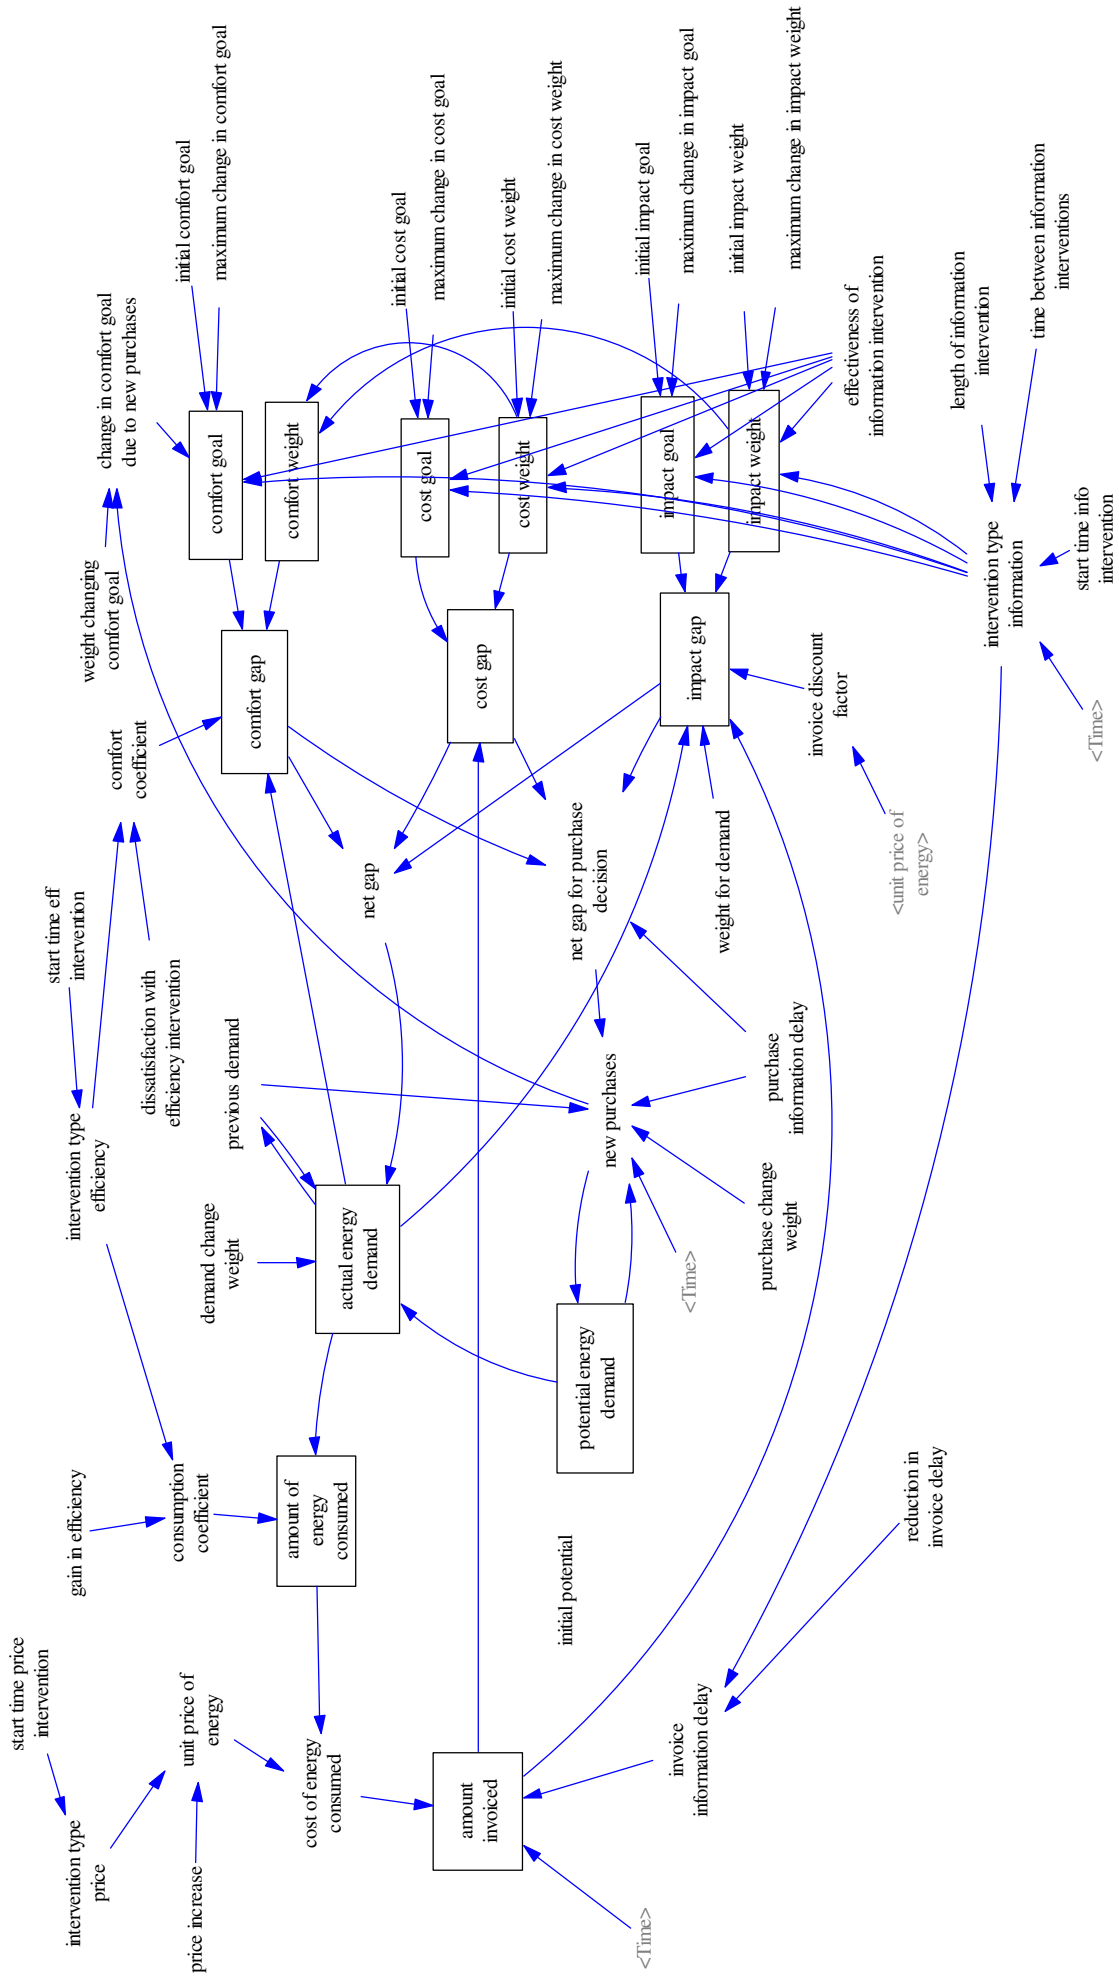 start time price
intervention
intervention type
price
price increase
unit price of
energy
gain in efficiency
consumption
coefficient
cost of energy
consumed
amount of
energy
consumed
amount
invoiced
<Time>
invoice
information delay
initial potential
reduction in
invoice delay
start time eff
intervention
intervention type
efficiency
dissatisfaction with
efficiency intervention
previous demand
demand change
weight
actual energy
demand
potential energy
demand
<Time>
purchase change
weight
new purchases
purchase
information delay
net gap
net gap for purchase
decision
weight for demand
<unit price of
energy>
invoice discount
factor
comfort
coefficient
weight changing
comfort goal
comfort gap
cost gap
impact gap
change in comfort goal
due to new purchases
comfort goal
comfort weight
cost goal
cost weight
impact goal
impact weight
initial comfort goal
maximum change in comfort goal
initial cost goal
maximum change in cost goal
initial cost weight
maximum change in cost weight
initial impact goal
maximum change in impact goal
initial impact weight
maximum change in impact weight
effectiveness of
information intervention
length of information
intervention
time between information
interventions
intervention type
information
start time info
intervention
<Time>